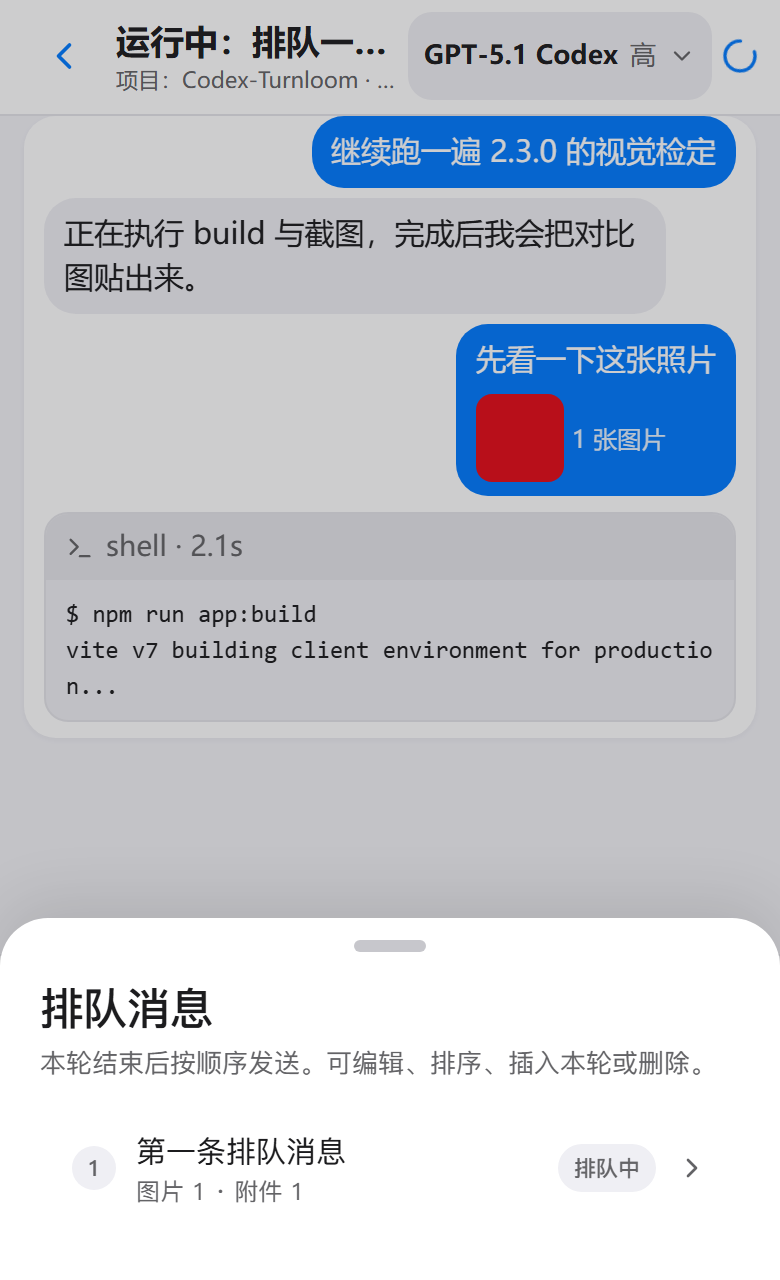 运行中：排队一...
项目：Codex-Turnloom · ...
GPT-5.1 Codex 高
继续跑一遍 2.3.0 的视觉检定
正在执行 build 与截图，完成后我会把对比
图贴出来。
先看一下这张照片
1 张图片
>_ shell · 2.1s
$ npm run app:build
vite v7 building client environment for productio
n...
排队消息
本轮结束后按顺序发送。可编辑、排序、插入本轮或删除。
1
第一条排队消息
图片 1 · 附件 1
排队中